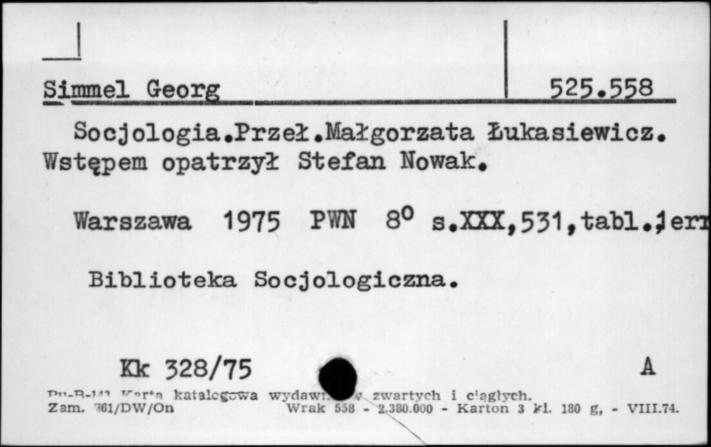 Simmel Georg 525.558
Socjologia.Przeł.Małgorzata Łukasiewicz.
Wstępem opatrzył Stefan Nowak.
Warszawa 1975 PWN 8° s.XXX,531,tabl.
Biblioteka Socjologiczna.
Kk 328/75 A
katalogowa zwartych i ciągłych.
Zam. /DW/On Wrak 558 - 2.380.000 - Karton 3 kl. 180 g, - VIII.74.